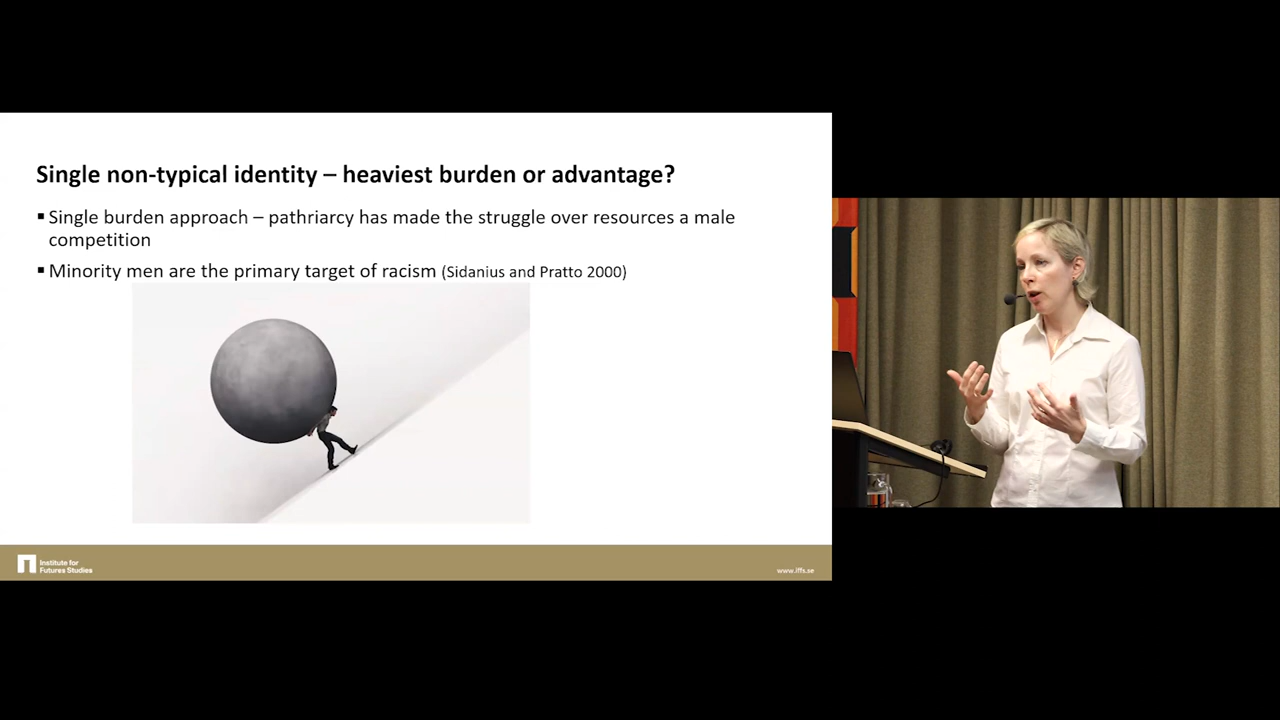 Single non-typical identity – heaviest burden or advantage?
▪ Single burden approach – pathriarcy has made the struggle over resources a male
competition
▪ Minority men are the primary target of racism (Sidanius and Pratto 2000)
Institute for
Futures Studies
www.iffs.se